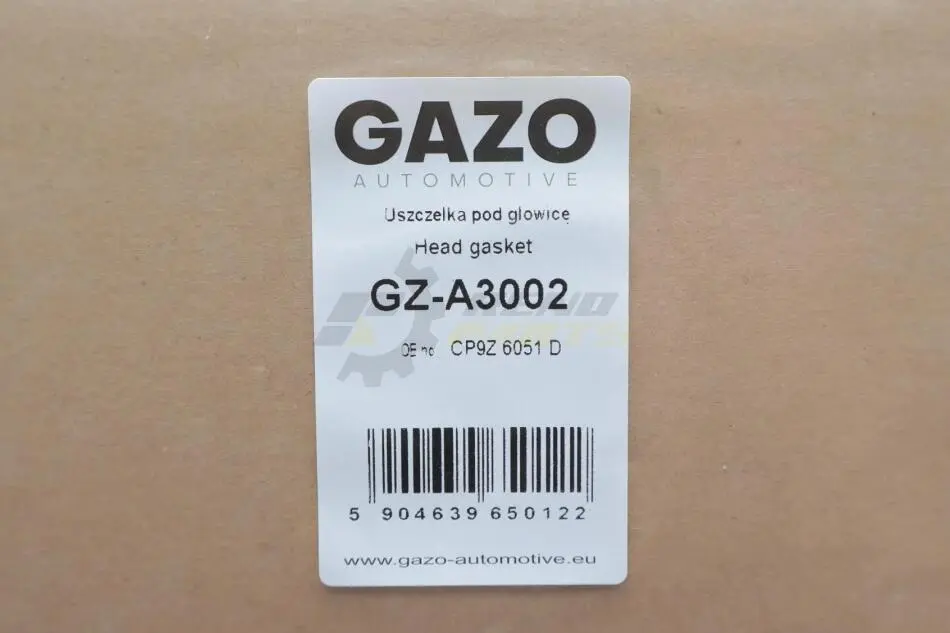 GAZO
AUTOMOTIVE
Uszczelka pod głowicę
Head gasket
GZ-A3002
OE no CP9Z 6051 D
5 904639 650122
www.gazo-automotive.eu